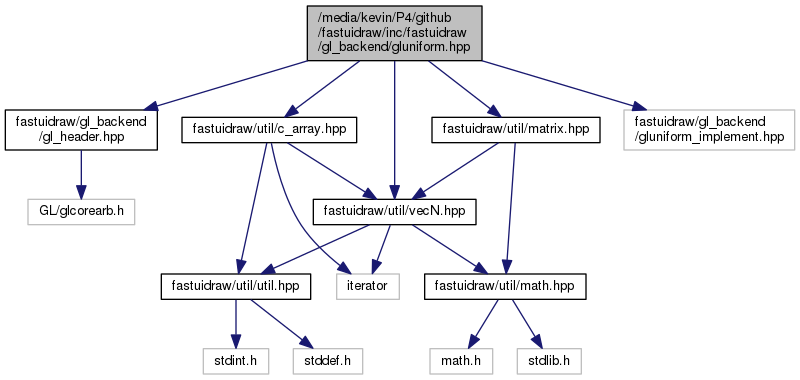 /media/kevin/P4/github
/fastuidraw/inc/fastuidraw
/gl_backend/gluniform.hpp
fastuidraw/gl_backend
/gl_header.hpp
fastuidraw/util/c_array.hpp
fastuidraw/util/matrix.hpp
fastuidraw/gl_backend
/gluniform_implement.hpp
GL/glcorearb.h
fastuidraw/util/vecN.hpp
fastuidraw/util/util.hpp
iterator
fastuidraw/util/math.hpp
stdint.h
stddef.h
math.h
stdlib.h